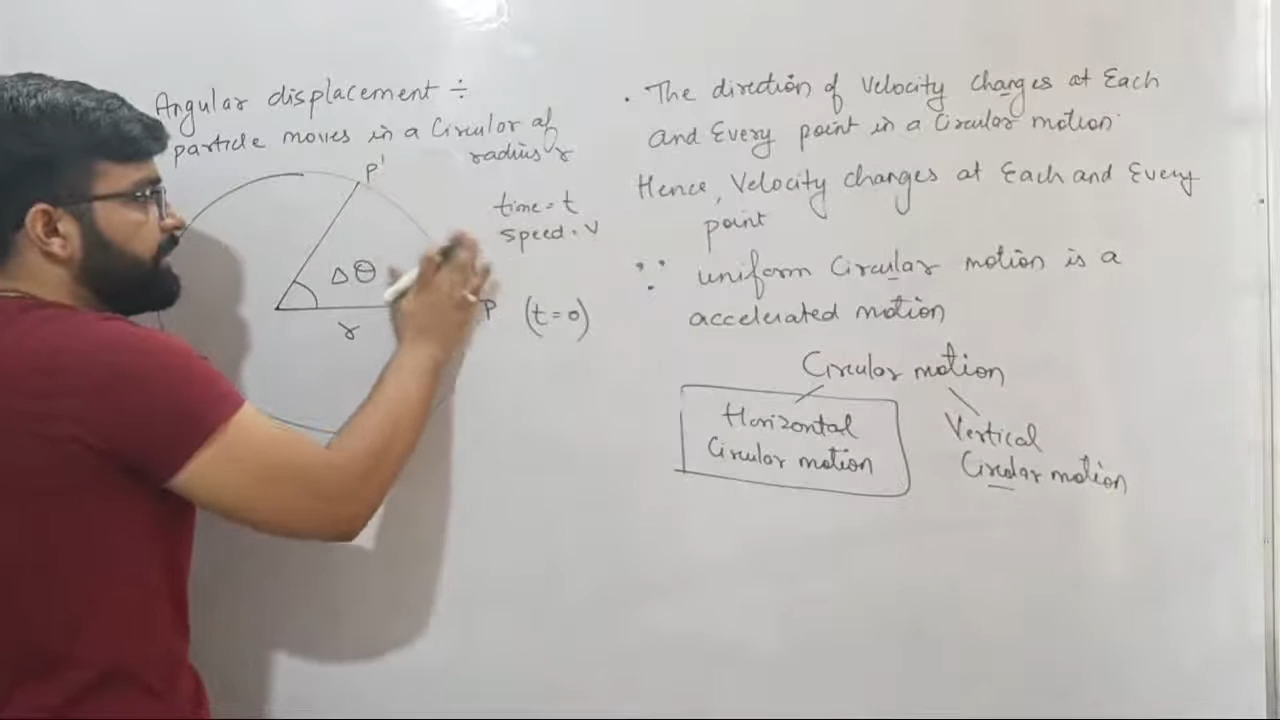 Angular displacement ÷
particle moves in a Circular of
radius r
P'
time = t
speed = v
Δθ
P (t=0)
r
. The direction of Velocity changes at Each
and Every point in a Circular motion.
Hence, Velocity changes at Each and Every
point
∵ uniform Circular motion is a
accelerated motion
Circular motion
Horizontal
Circular motion
Vertical
Circular motion